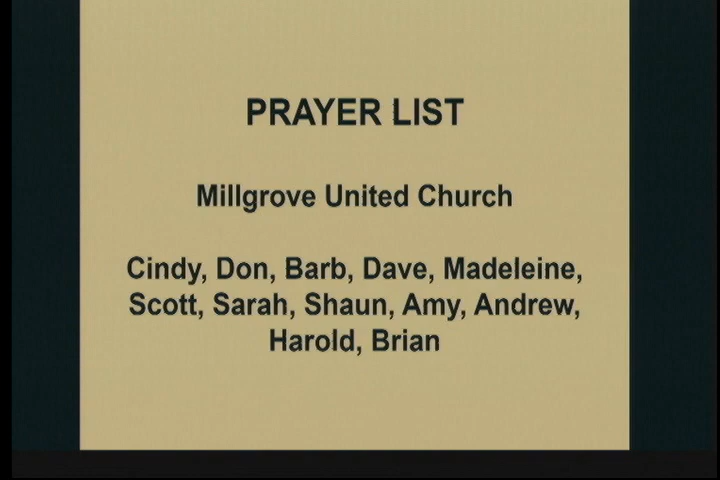 PRAYER LIST
Millgrove United Church
Cindy, Don, Barb, Dave, Madeleine,
Scott, Sarah, Shaun, Amy, Andrew,
Harold, Brian